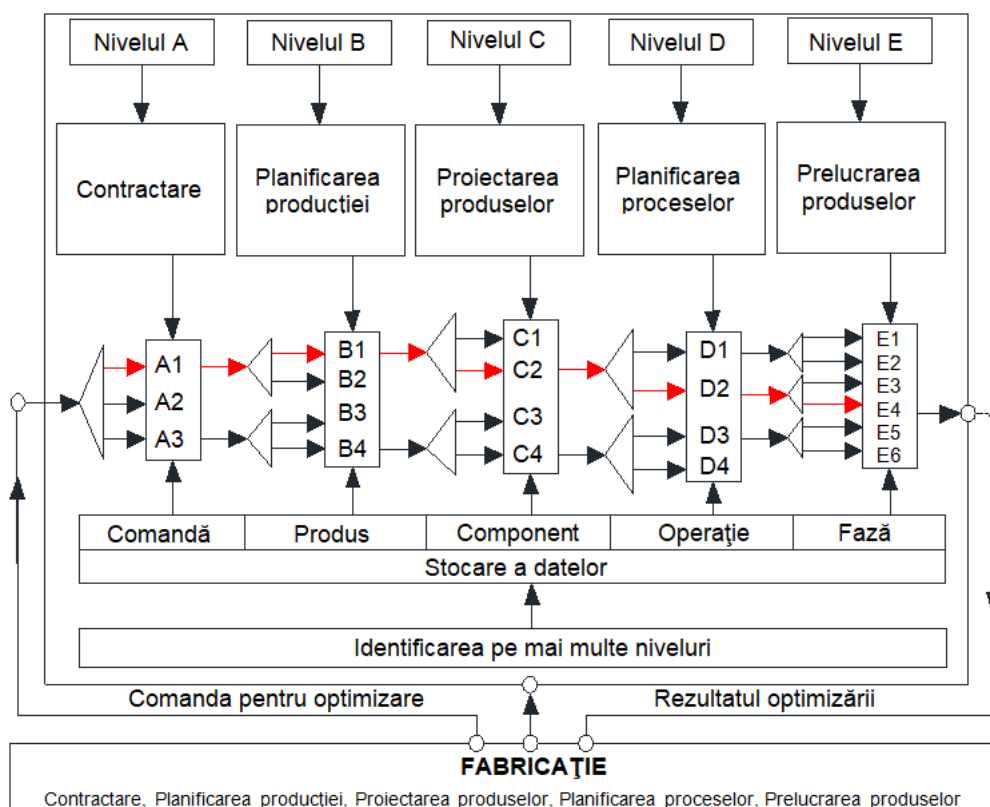 Nivelul A
Nivelul B
Nivelul C
Nivelul D
Nivelul E
Contractare
Planificarea
producției
Proiectarea
produselor
Planificarea
proceselor
Prelucrarea
produselor
A1
A2
A3
B1
B2
B3
B4
C1
C2
C3
C4
D1
D2
D3
D4
E1
E2
E3
E4
E5
E6
Comandă
Produs
Component
Operaţie
Fază
Stocare a datelor
Identificarea pe mai multe niveluri
Comanda pentru optimizare
Rezultatul optimizării
FABRICAŢIE
Contractare, Planificarea producției, Proiectarea produselor, Planificarea proceselor, Prelucrarea produselor